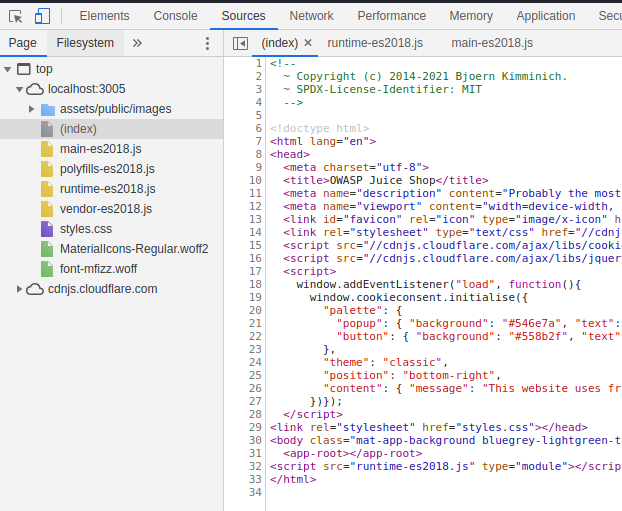 Elements Console Sources Network Performance Memory Application Secu
Page Filesystem »
(index) × runtime-es2018.js main-es2018.js
top
localhost:3005
assets/public/images
(index)
main-es2018.js
polyfills-es2018.js
runtime-es2018.js
vendor-es2018.js
styles.css
MaterialIcons-Regular.woff2
font-mfizz.woff
cdnjs.cloudflare.com
1 <!--
2   ~ Copyright (c) 2014-2021 Bjoern Kimminich.
3   ~ SPDX-License-Identifier: MIT
4   -->
5
6 <!doctype html>
7 <html lang="en">
8 <head>
9   <meta charset="utf-8">
10   <title>OWASP Juice Shop</title>
11   <meta name="description" content="Probably the most
12   <meta name="viewport" content="width=device-width,
13   <link id="favicon" rel="icon" type="image/x-icon" h
14   <link rel="stylesheet" type="text/css" href="//cdnj
15   <script src="//cdnjs.cloudflare.com/ajax/libs/cooki
16   <script src="//cdnjs.cloudflare.com/ajax/libs/jquer
17   <script>
18     window.addEventListener("load", function(){
19       window.cookieconsent.initialise({
20         "palette": {
21           "popup": { "background": "#546e7a", "text":
22           "button": { "background": "#558b2f", "text"
23         },
24         "theme": "classic",
25         "position": "bottom-right",
26         "content": { "message": "This website uses fr
27       })});
28   </script>
29 <link rel="stylesheet" href="styles.css"></head>
30 <body class="mat-app-background bluegrey-lightgreen-t
31   <app-root></app-root>
32 <script src="runtime-es2018.js" type="module"></scrip
33 </html>
34